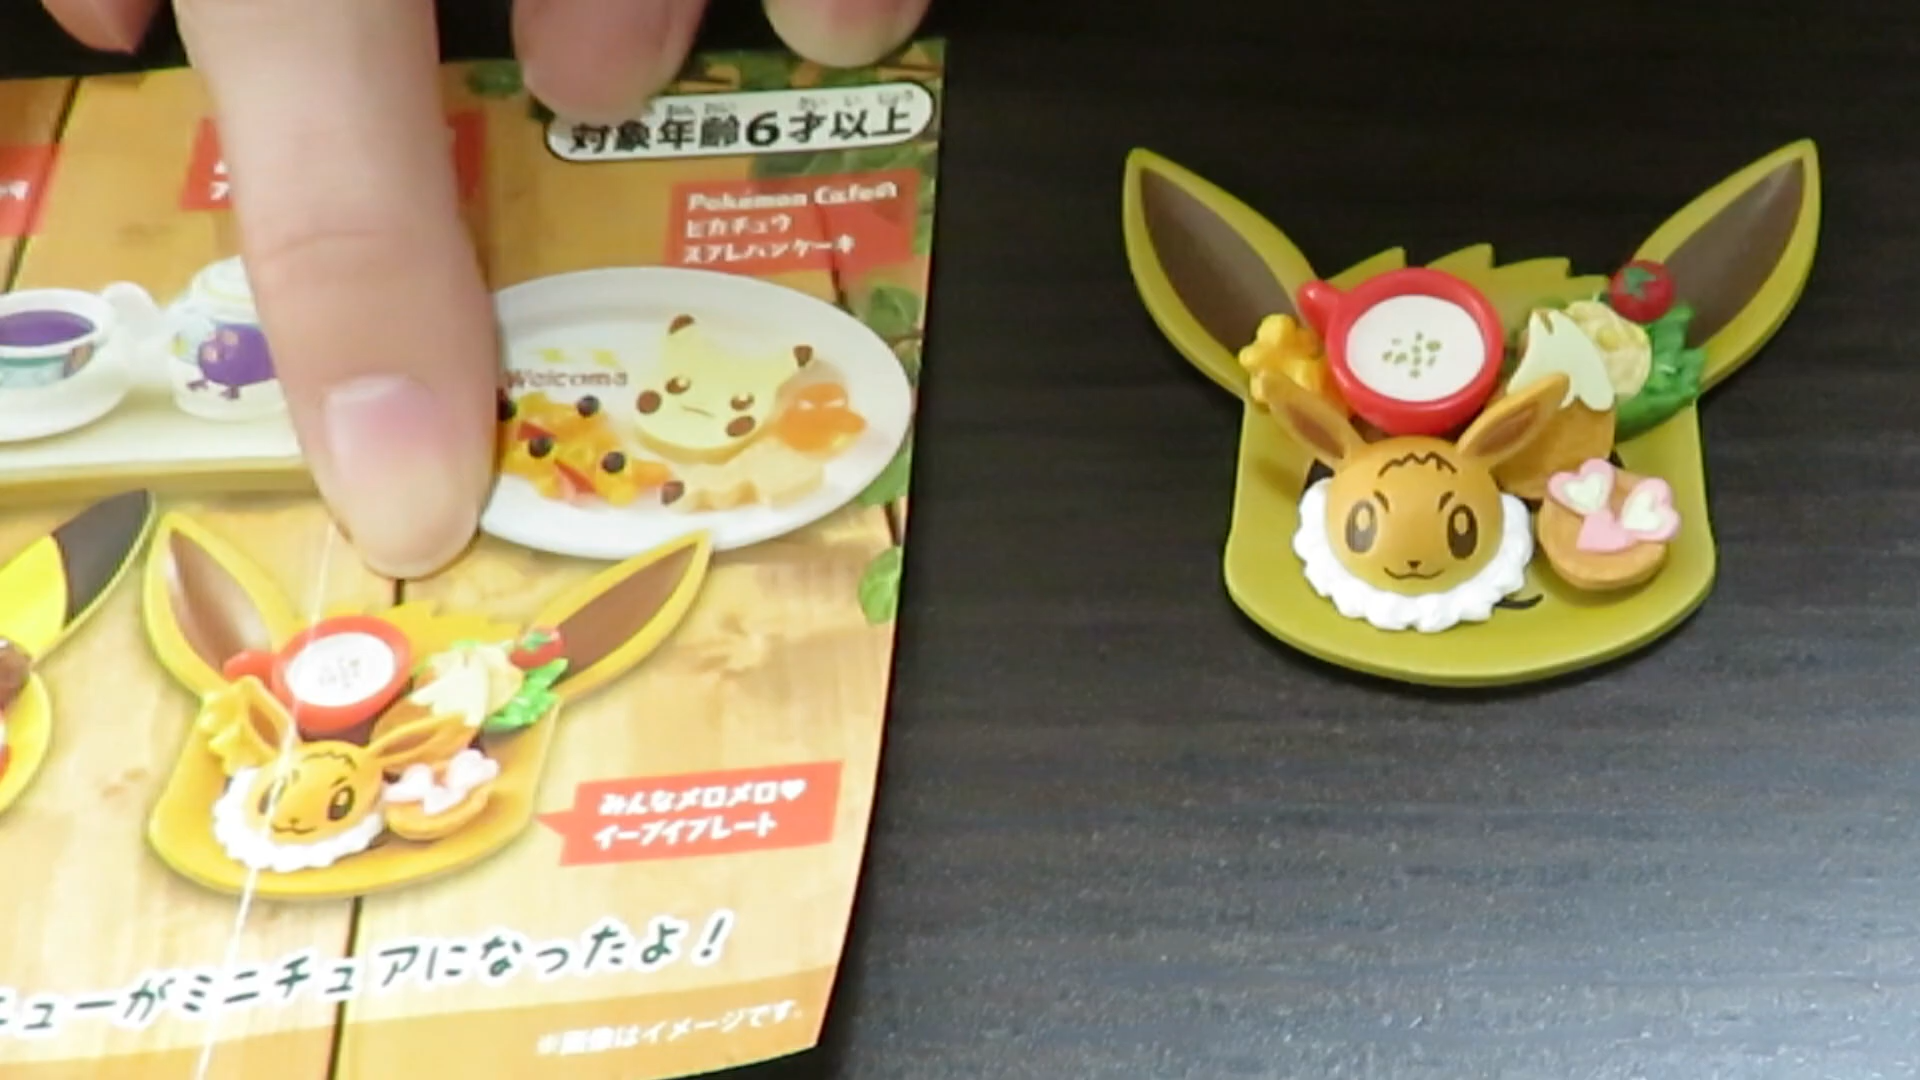 対象年齢6才以上
Pokémon Caféの
ピカチュウ
スフレパンケーキ
Welcome
みんなメロメロ♥
イーブイプレート
ューがミニチュアになったよ！
※画像はイメージです。